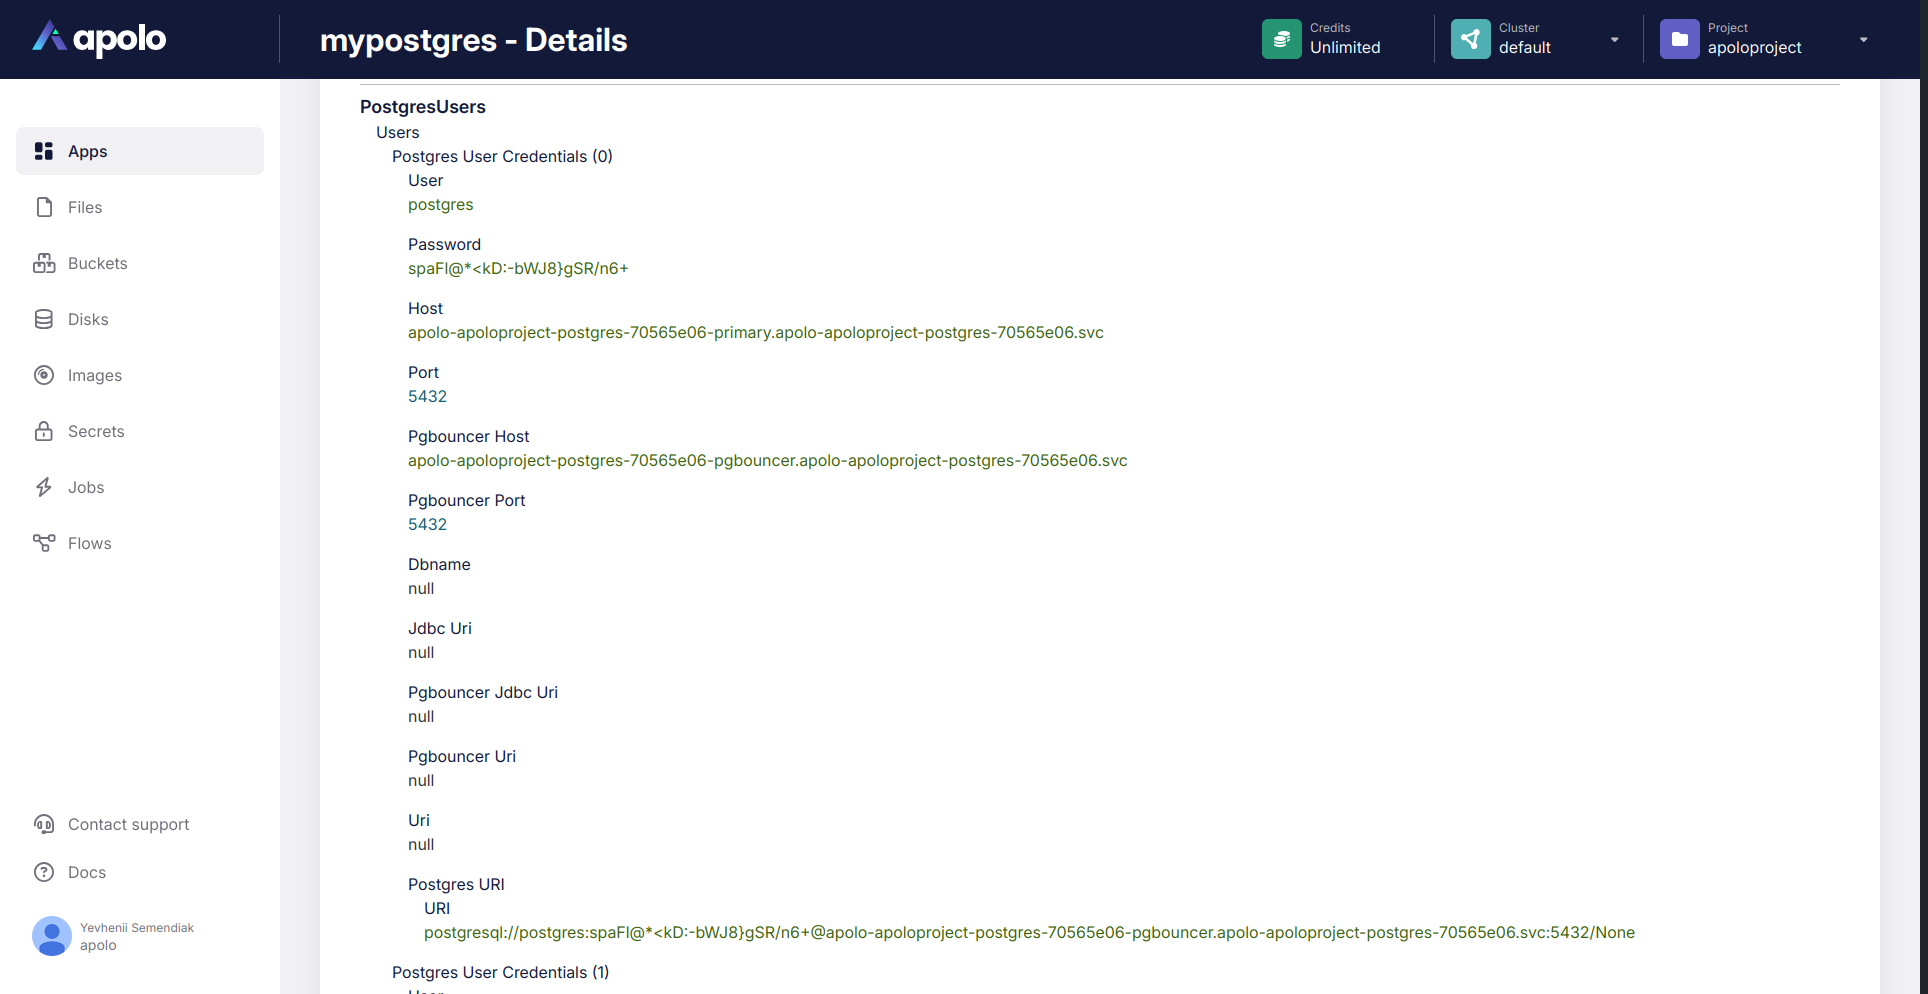 apolo
mypostgres - Details
Credits
Unlimited
Cluster
default
Project
apoloproject
Apps
Files
Buckets
Disks
Images
Secrets
Jobs
Flows
Contact support
Docs
Yevhenii Semendiak
apolo
PostgresUsers
Users
Postgres User Credentials (0)
User
postgres
Password
spaFl@*<kD:-bWJ8}gSR/n6+
Host
apolo-apoloproject-postgres-70565e06-primary.apolo-apoloproject-postgres-70565e06.svc
Port
5432
Pgbouncer Host
apolo-apoloproject-postgres-70565e06-pgbouncer.apolo-apoloproject-postgres-70565e06.svc
Pgbouncer Port
5432
Dbname
null
Jdbc Uri
null
Pgbouncer Jdbc Uri
null
Pgbouncer Uri
null
Uri
null
Postgres URI
URI
postgresql://postgres:spaFl@*<kD:-bWJ8}gSR/n6+@apolo-apoloproject-postgres-70565e06-pgbouncer.apolo-apoloproject-postgres-70565e06.svc:5432/None
Postgres User Credentials (1)
User